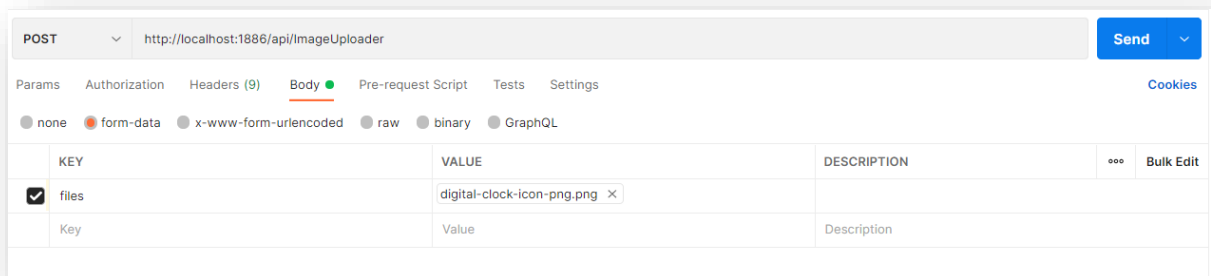 POST http://localhost:1886/api/ImageUploader Send
Params Authorization Headers (9) Body Pre-request Script Tests Settings Cookies
none form-data x-www-form-urlencoded raw binary GraphQL
KEY VALUE DESCRIPTION ooo Bulk Edit
files digital-clock-icon-png.png ×
Key Value Description